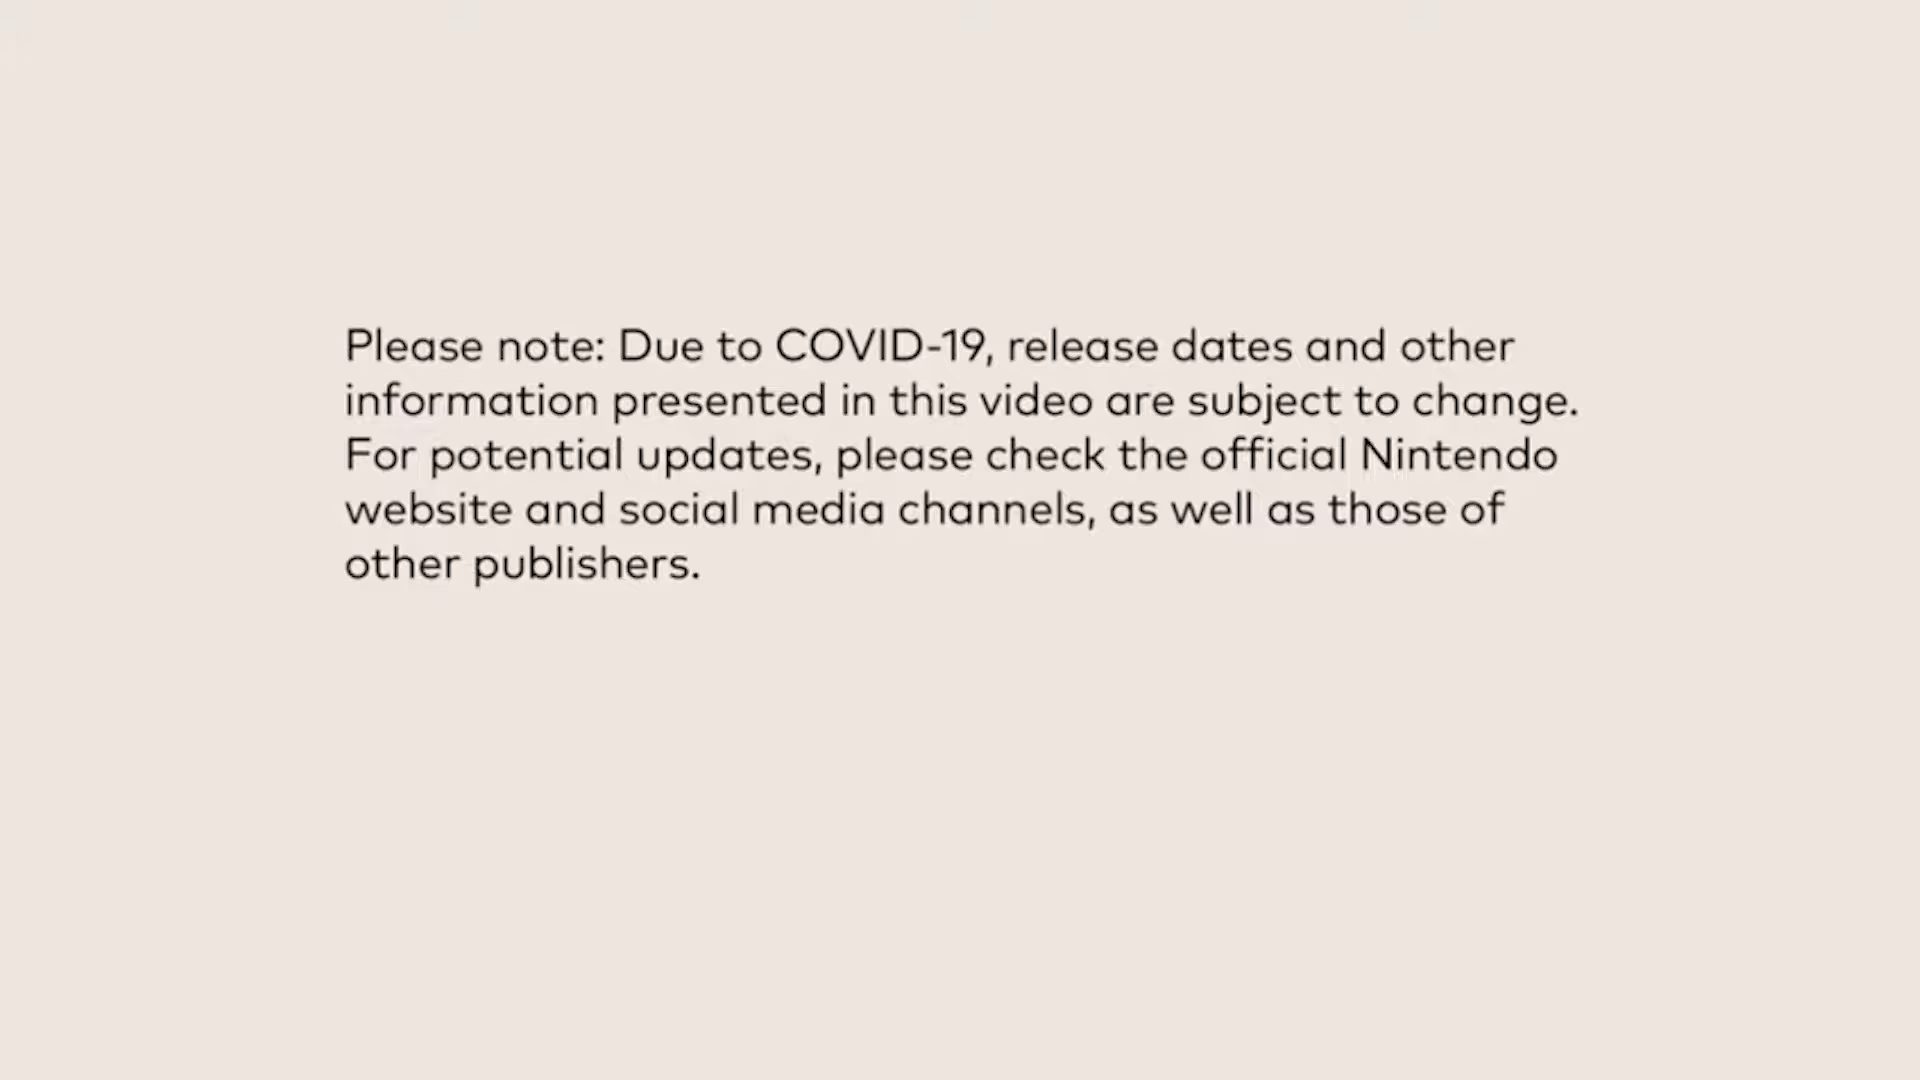 Please note: Due to COVID-19, release dates and other
information presented in this video are subject to change.
For potential updates, please check the official Nintendo
website and social media channels, as well as those of
other publishers.